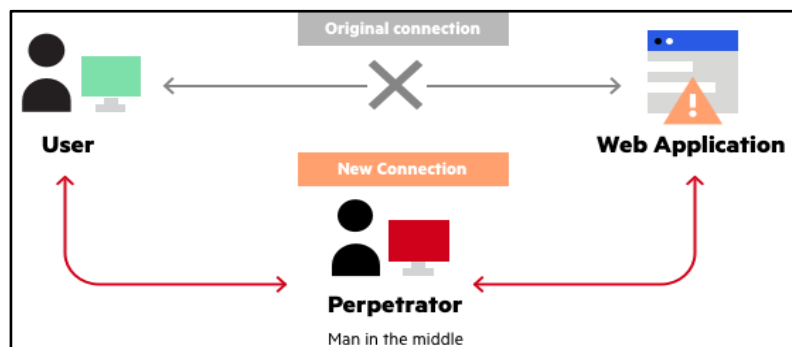 Original connection
User
Web Application
New Connection
Perpetrator
Man in the middle